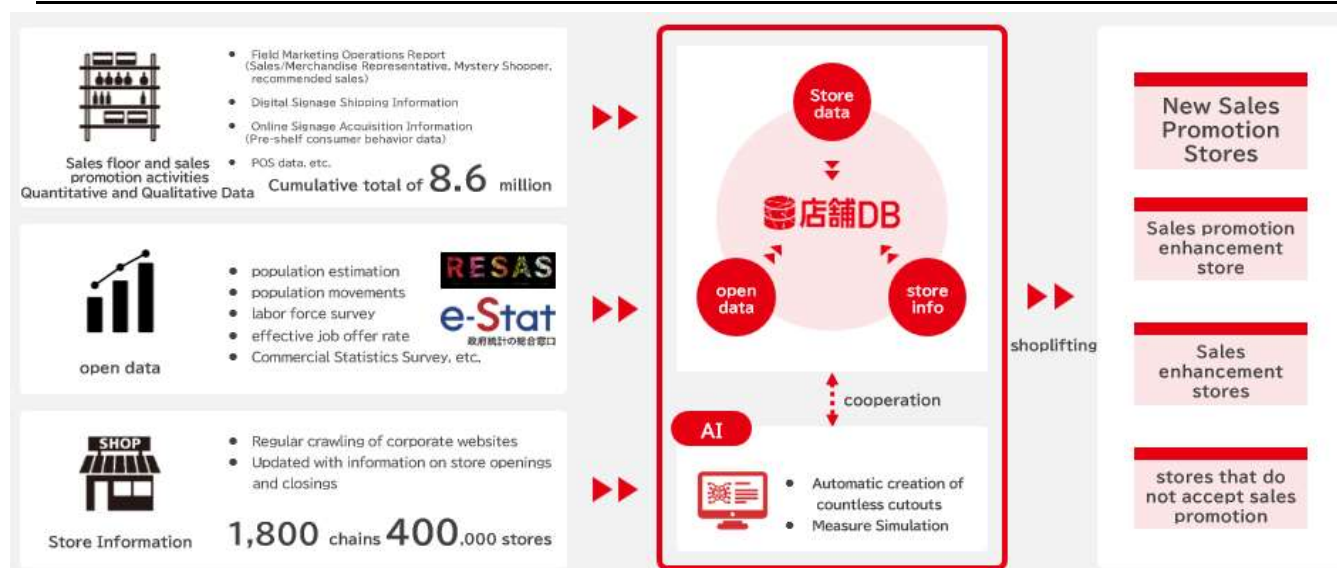 Field Marketing Operations Report
(Sales/Merchandise Representative, Mystery Shopper,
recommended sales)
Digital Signage Shipping Information
Online Signage Acquisition Information
(Pre-shelf consumer behavior data)
POS data, etc.
Sales floor and sales
promotion activities
Quantitative and Qualitative Data
Cumulative total of 8.6 million
population estimation
population movements
labor force survey
effective job offer rate
Commercial Statistics Survey, etc.
RESAS
e-Stat
政府統計の総合窓口
open data
SHOP
Regular crawling of corporate websites
Updated with information on store openings
and closings
Store Information
1,800 chains 400,000 stores
Store
data
店舗DB
open
data
store
info
cooperation
AI
Automatic creation of
countless cutouts
Measure Simulation
shoplifting
New Sales
Promotion
Stores
Sales promotion
enhancement
store
Sales
enhancement
stores
stores that do
not accept sales
promotion